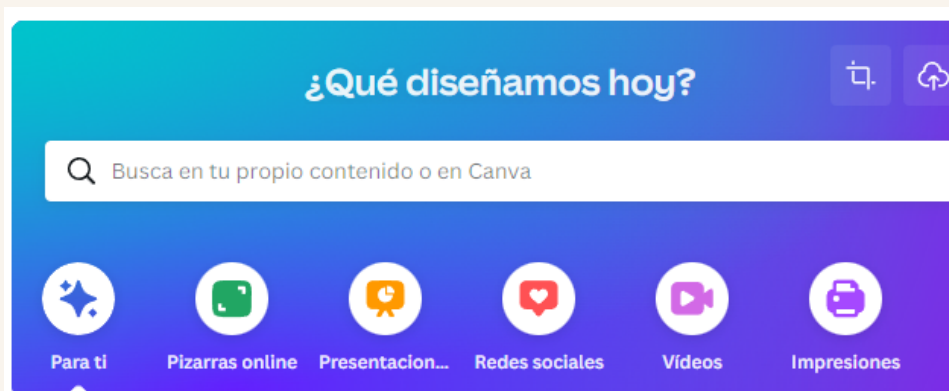 ¿Qué diseñamos hoy?
Busca en tu propio contenido o en Canva
Para ti
Pizarras online
Presentacion...
Redes sociales
Vídeos
Impresiones